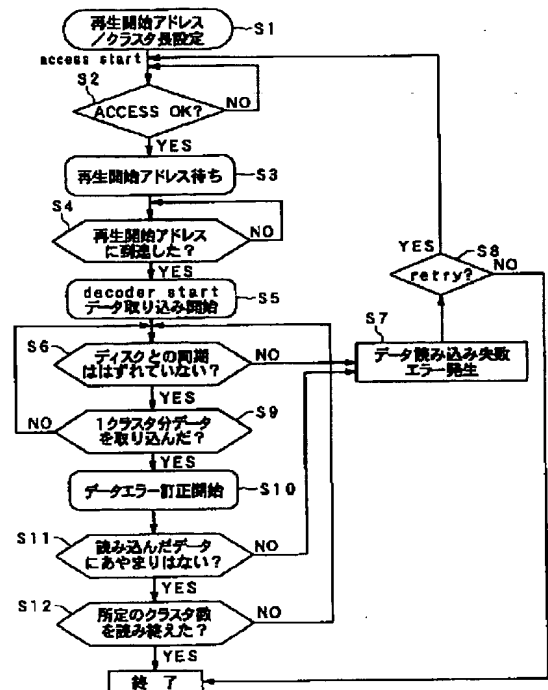 再生開始アドレス
/クラスタ長設定
S1
access start
S2
ACCESS OK?
NO
YES
再生開始アドレス待ち
S3
S4
再生開始アドレス
に到達した?
NO
YES
decoder start
データ取り込み開始
S5
S6
ディスクとの同期
ははずれていない?
NO
YES
S7
データ読み込み失敗
エラー発生
S8
retry?
YES
NO
1クラスタ分データ
を取り込んだ?
S9
NO
YES
データエラー訂正開始
S10
S11
読み込んだデータ
にあやまりはない?
NO
YES
S12
所定のクラスタ数
を読み終えた?
NO
YES
終了